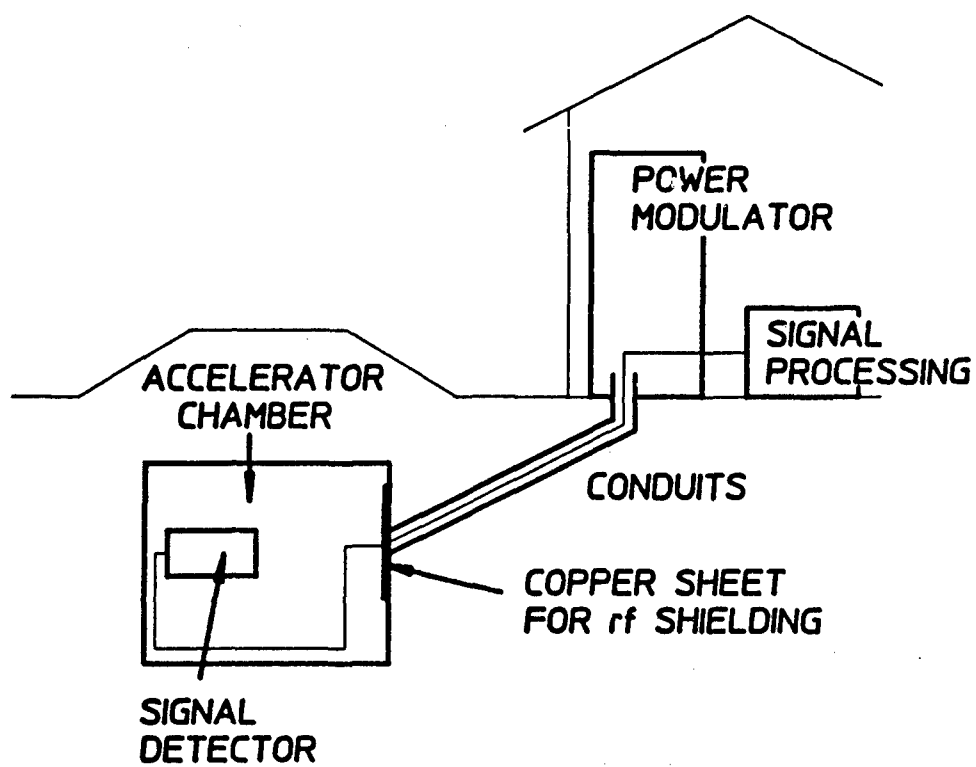 POWER
MODULATOR
SIGNAL
PROCESSING
ACCELERATOR
CHAMBER
CONDUITS
COPPER SHEET
FOR rf SHIELDING
SIGNAL
DETECTOR